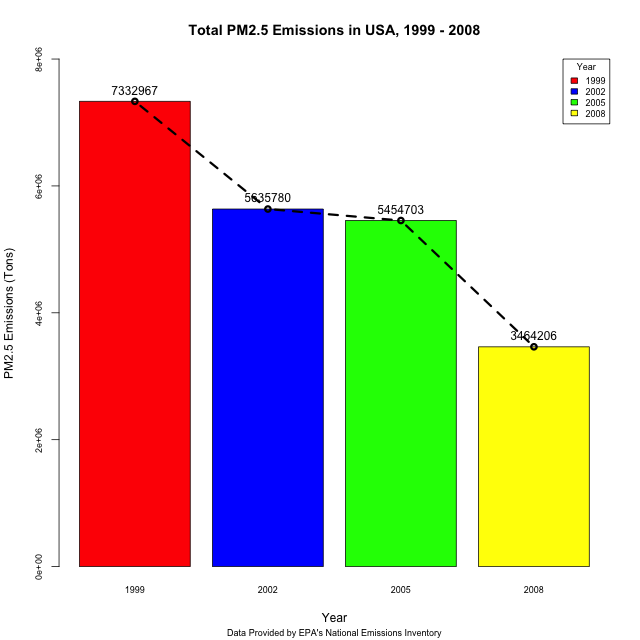 Total PM2.5 Emissions in USA, 1999 - 2008
8e+06
6e+06
4e+06
2e+06
0e+00
PM2.5 Emissions (Tons)
7332967
5635780
5454703
3464206
Year
1999
2002
2005
2008
1999
2002
2005
2008
Year
Data Provided by EPA's National Emissions Inventory